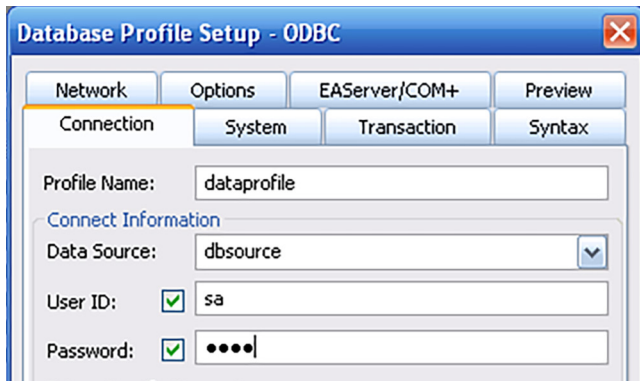 Database Profile Setup - ODBC
Network Options EAServer/COM+ Preview
Connection System Transaction Syntax
Profile Name: dataprofile
Connect Information
Data Source: dbsource
User ID: sa
Password: ●●●●